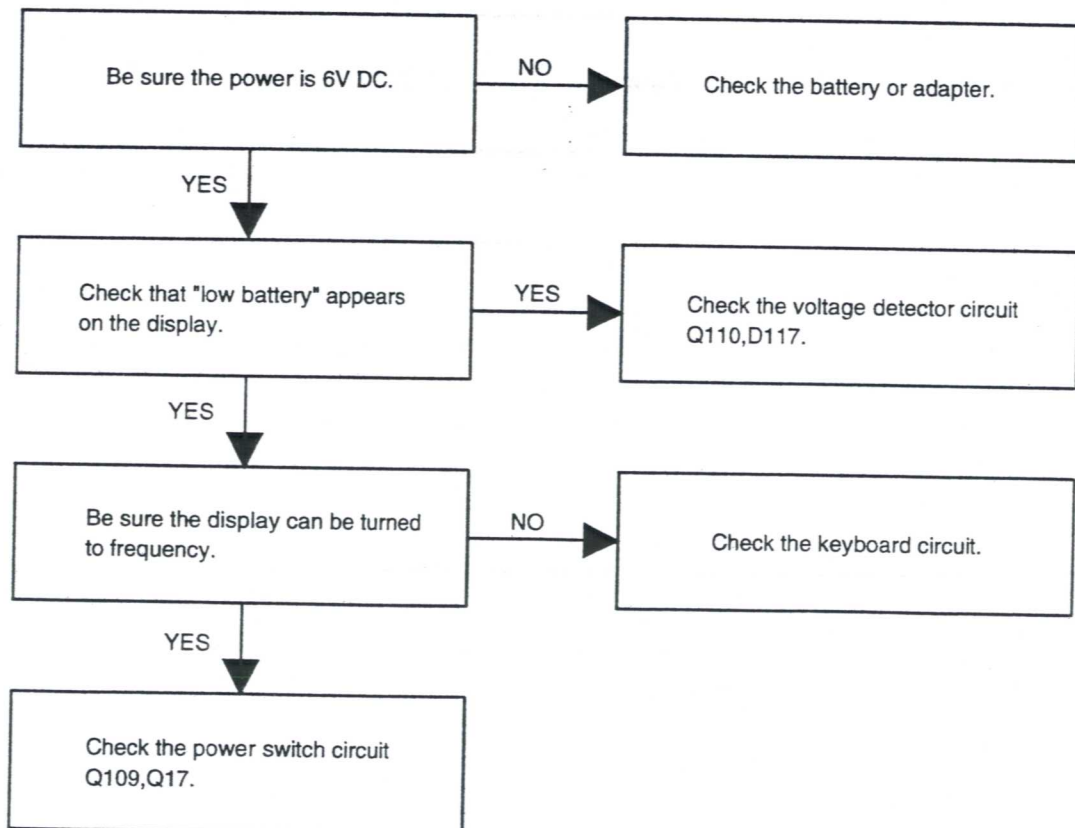 Be sure the power is 6V DC.
NO
Check the battery or adapter.
YES
Check that "low battery" appears
on the display.
YES
Check the voltage detector circuit
Q110,D117.
YES
Be sure the display can be turned
to frequency.
NO
Check the keyboard circuit.
YES
Check the power switch circuit
Q109,Q17.